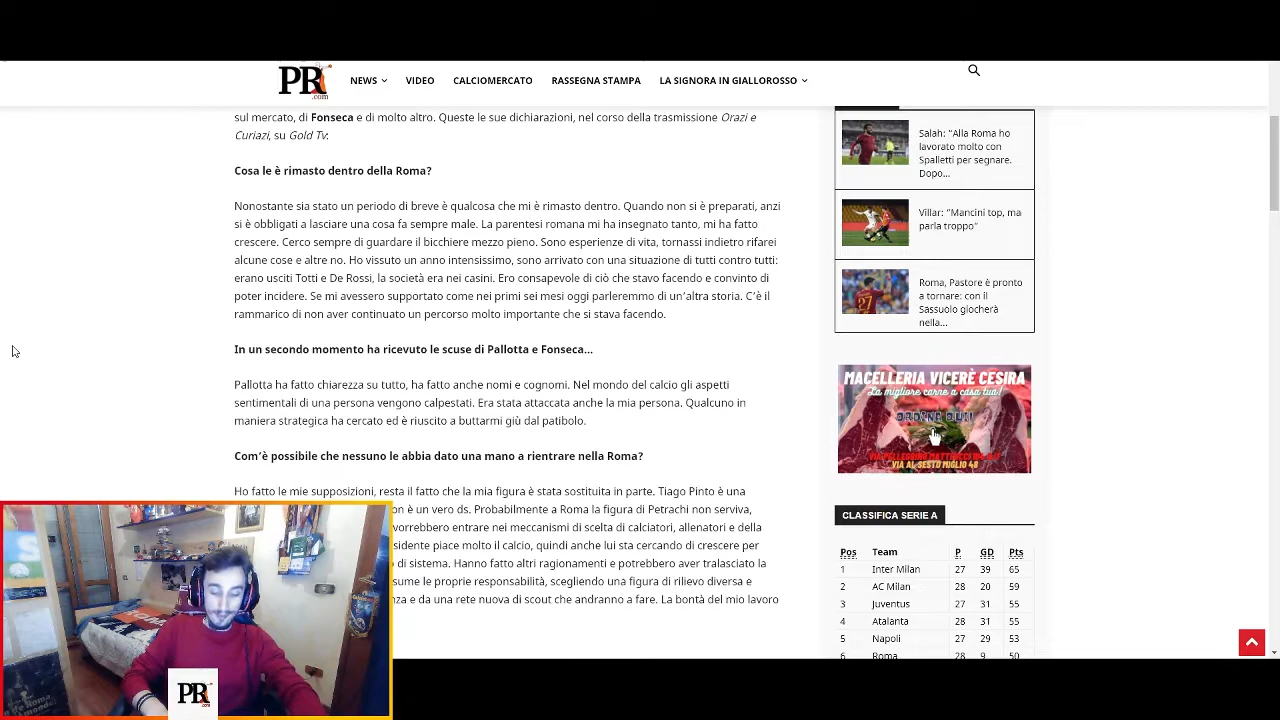 PR
.com
NEWS
VIDEO
CALCIOMERCATO
RASSEGNA STAMPA
LA SIGNORA IN GIALLOROSSO
sul mercato, di Fonseca e di molto altro. Queste le sue dichiarazioni, nel corso della trasmissione Orazi e
Curiazi, su Gold Tv:
Cosa le è rimasto dentro della Roma?
Nonostante sia stato un periodo di breve è qualcosa che mi è rimasto dentro. Quando non si è preparati, anzi
si è obbligati a lasciare una cosa fa sempre male. La parentesi romana mi ha insegnato tanto, mi ha fatto
crescere. Cerco sempre di guardare il bicchiere mezzo pieno. Sono esperienze di vita, tornassi indietro rifarei
alcune cose e altre no. Ho vissuto un anno intensissimo, sono arrivato con una situazione di tutti contro tutti:
erano usciti Totti e De Rossi, la società era nei casini. Ero consapevole di ciò che stavo facendo e convinto di
poter incidere. Se mi avessero supportato come nei primi sei mesi oggi parleremmo di un'altra storia. C'è il
rammarico di non aver continuato un percorso molto importante che si stava facendo.
In un secondo momento ha ricevuto le scuse di Pallotta e Fonseca...
Pallotta ha fatto chiarezza su tutto, ha fatto anche nomi e cognomi. Nel mondo del calcio gli aspetti
sentimentali di una persona vengono calpestati. Era stata attaccata anche la mia persona. Qualcuno in
maniera strategica ha cercato ed è riuscito a buttarmi giù dal patibolo.
Com'è possibile che nessuno le abbia dato una mano a rientrare nella Roma?
Ho fatto le mie supposizioni, resta il fatto che la mia figura è stata sostituita in parte. Tiago Pinto è una
on è un vero ds. Probabilmente a Roma la figura di Petrachi non serviva,
vorrebbero entrare nei meccanismi di scelta di calciatori, allenatori e della
sidente piace molto il calcio, quindi anche lui sta cercando di crescere per
di sistema. Hanno fatto altri ragionamenti e potrebbero aver tralasciato la
sume le proprie responsabilità, scegliendo una figura di rilievo diversa e
nza e da una rete nuova di scout che andranno a fare. La bontà del mio lavoro
Salah: "Alla Roma ho
lavorato molto con
Spalletti per segnare.
Dopo...
Villar: "Mancini top, ma
parla troppo"
Roma, Pastore è pronto
a tornare: con il
Sassuolo giocherà
nella...
MACELLERIA VICERÈ CESIRA
La migliore carne a casa tua!
ORDINE QUI!
VIA AL SESTO MIGLIO 48
CLASSIFICA SERIE A
Pos Team P GD Pts
1 Inter Milan 27 39 65
2 AC Milan 28 20 59
3 Juventus 27 31 55
4 Atalanta 28 31 55
5 Napoli 27 29 53
6 Roma 28 9 50
PR
.com